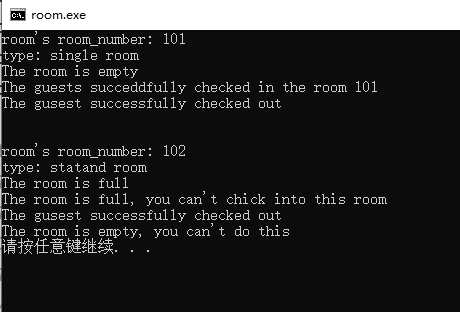 room.exe
room's room_number: 101
type: single room
The room is empty
The guests succeddfully checked in the room 101
The gusest successfully checked out
room's room_number: 102
type: statand room
The room is full
The room is full, you can't chick into this room
The gusest successfully checked out
The room is empty, you can't do this
请按任意键继续. . .